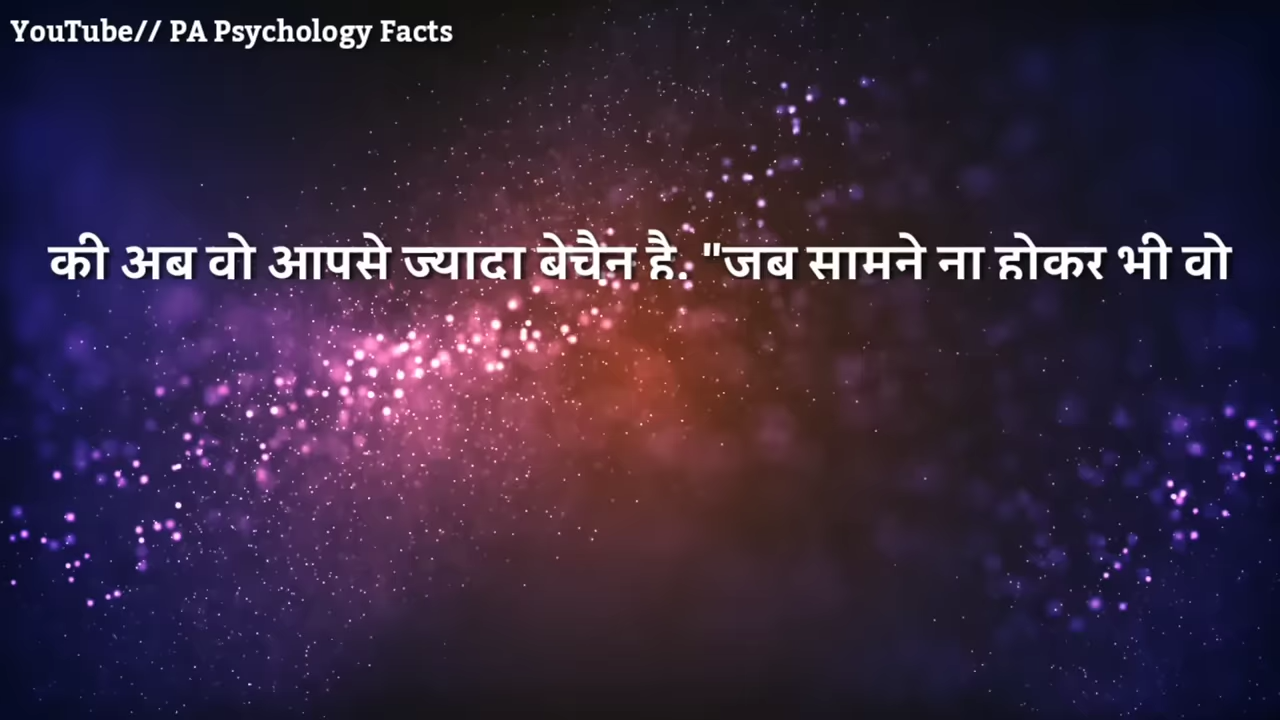 YouTube// PA Psychology Facts
की अब वो आपसे ज्यादा बेचैन है. "जब सामने ना होकर भी वो